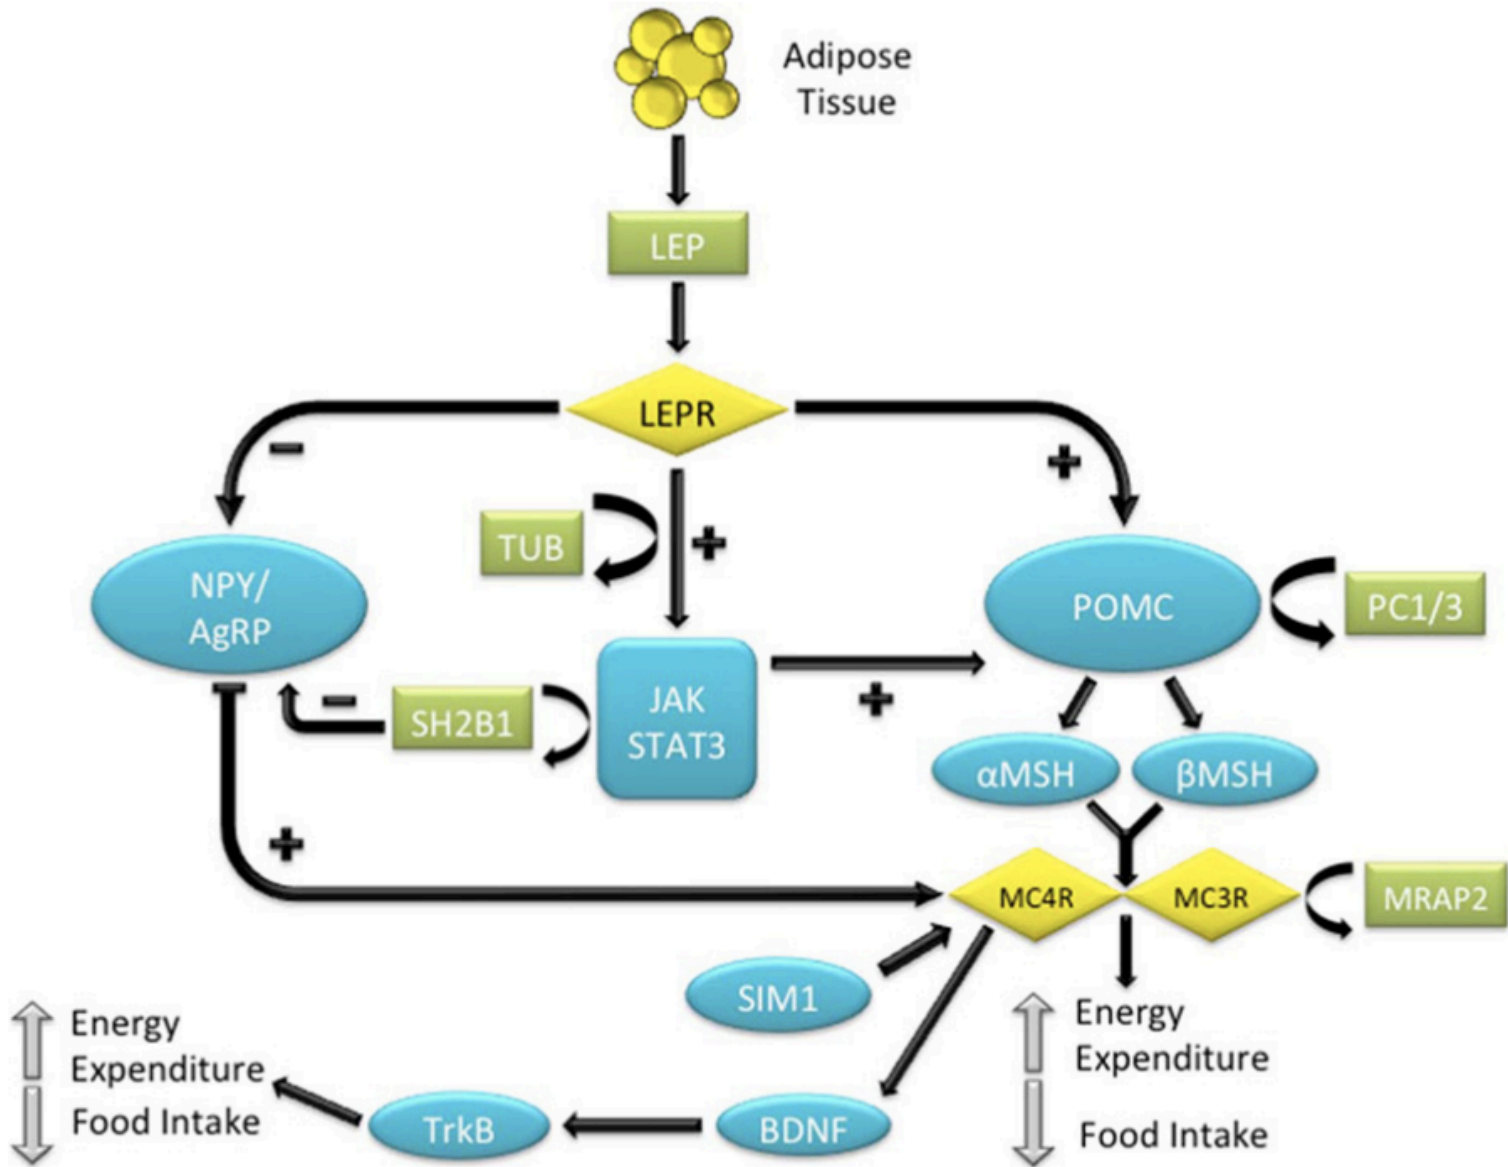 Adipose
Tissue
LEP
LEPR
−
+
TUB
+
NPY/
AgRP
POMC
PC1/3
−
SH2B1
JAK
STAT3
+
αMSH
βMSH
+
MC4R
MC3R
MRAP2
SIM1
Energy
Expenditure
Food Intake
Energy
Expenditure
Food Intake
TrkB
BDNF